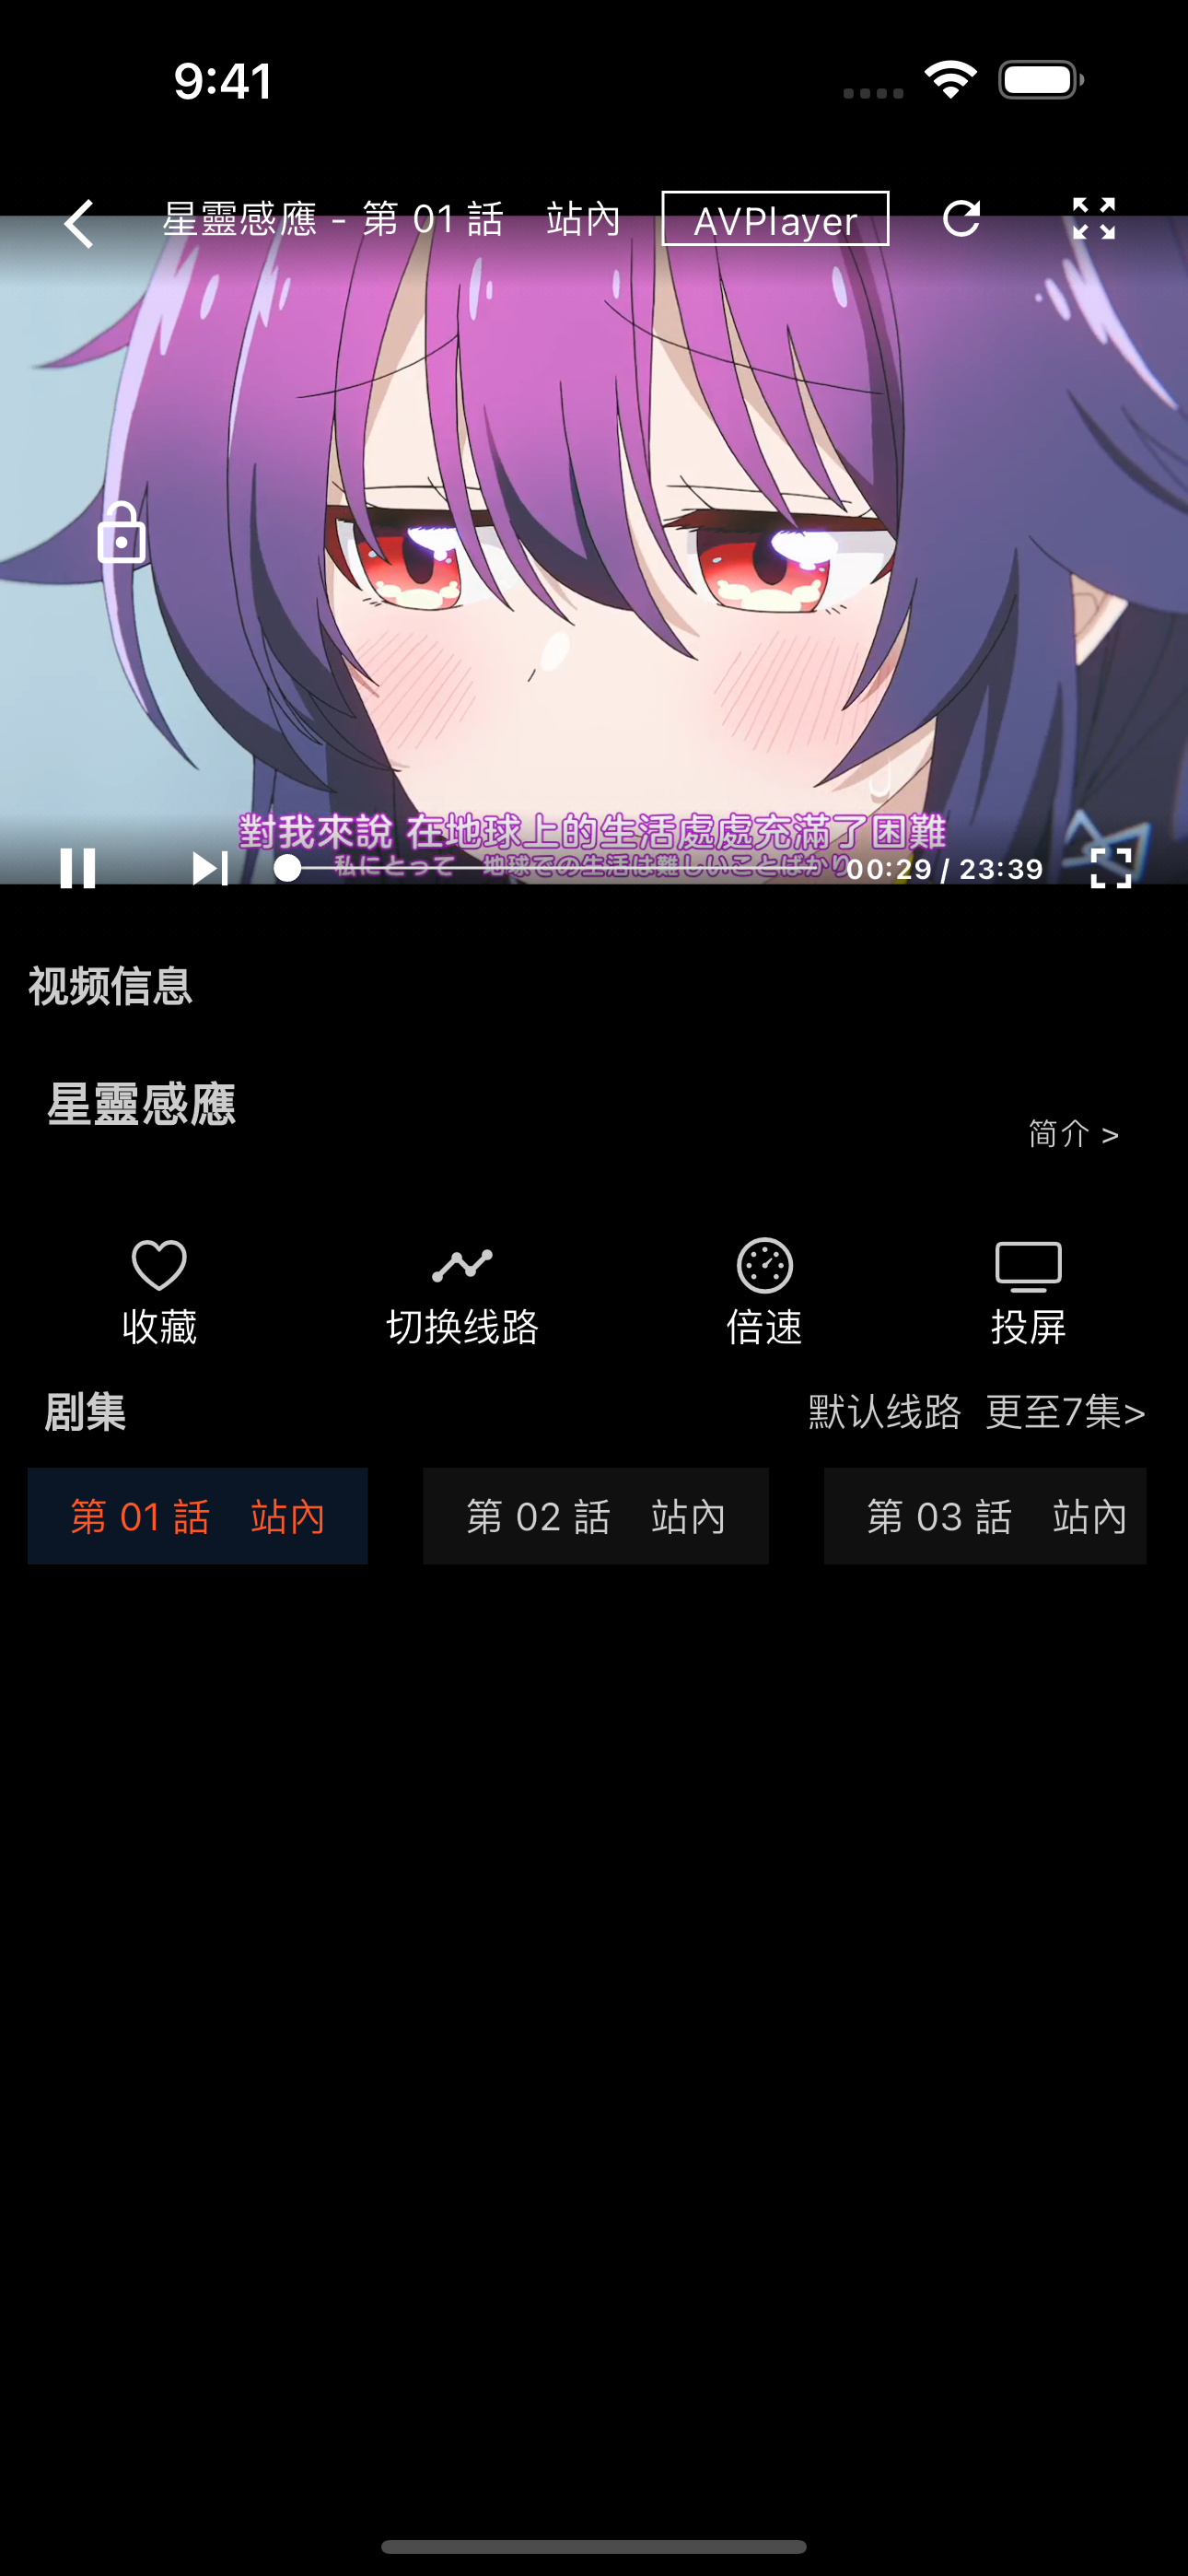 9:41
星靈感應 - 第 01 話　站內 AVPlayer
對我來說 在地球上的生活處處充滿了困難
私にとって　地球での生活は難しいことばかり
00:29 / 23:39
视频信息
星靈感應
简介 >
收藏 切换线路 倍速 投屏
剧集 默认线路 更至7集>
第 01 話　站內 第 02 話　站內 第 03 話　站內